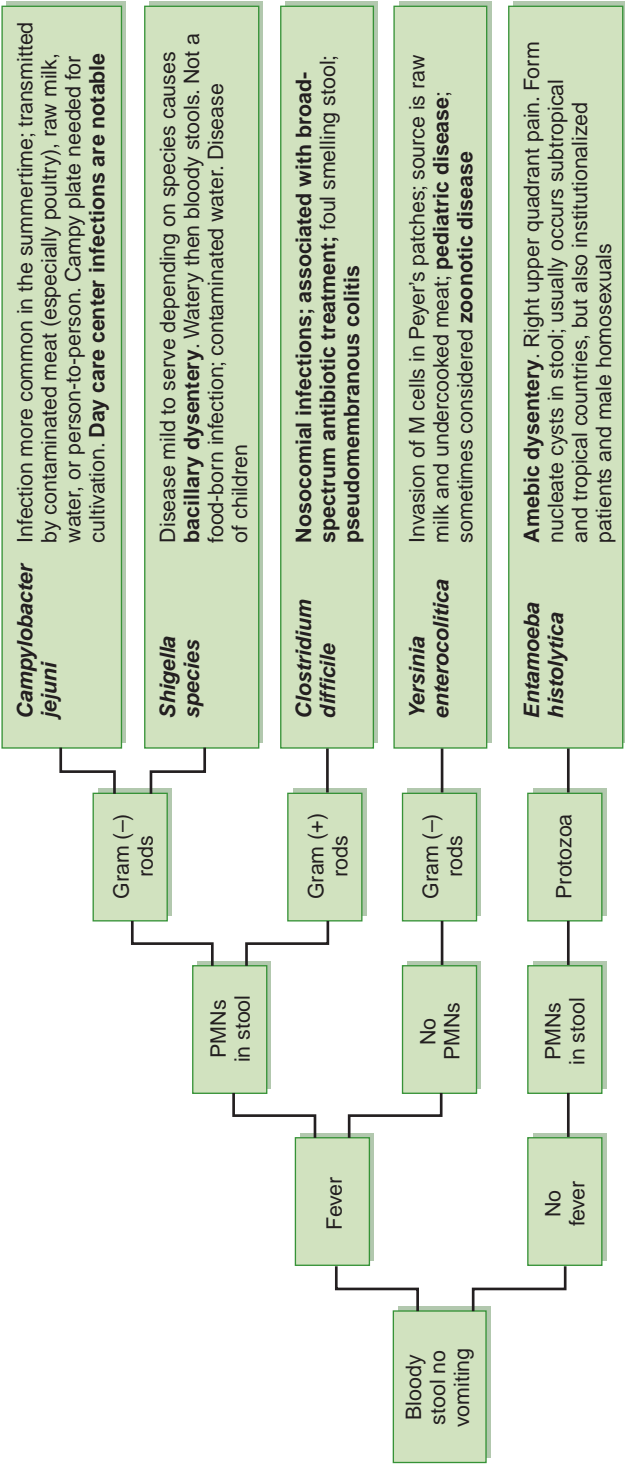 Bloody
stool no
vomiting
Fever
No
fever
PMNs
in stool
No
PMNs
PMNs
in stool
Gram (–)
rods
Gram (+)
rods
Gram (–)
rods
Protozoa
Campylobacter
jejuni
Infection more common in the summertime; transmitted
by contaminated meat (especially poultry), raw milk,
water, or person-to-person. Campy plate needed for
cultivation. Day care center infections are notable
Shigella
species
Disease mild to serve depending on species causes
bacillary dysentery. Watery then bloody stools. Not a
food-born infection; contaminated water. Disease
of children
Clostridium
difficile
Nosocomial infections; associated with broad-
spectrum antibiotic treatment; foul smelling stool;
pseudomembranous colitis
Yersinia
enterocolitica
Invasion of M cells in Peyer's patches; source is raw
milk and undercooked meat; pediatric disease;
sometimes considered zoonotic disease
Entamoeba
histolytica
Amebic dysentery. Right upper quadrant pain. Form
nucleate cysts in stool; usually occurs subtropical
and tropical countries, but also institutionalized
patients and male homosexuals